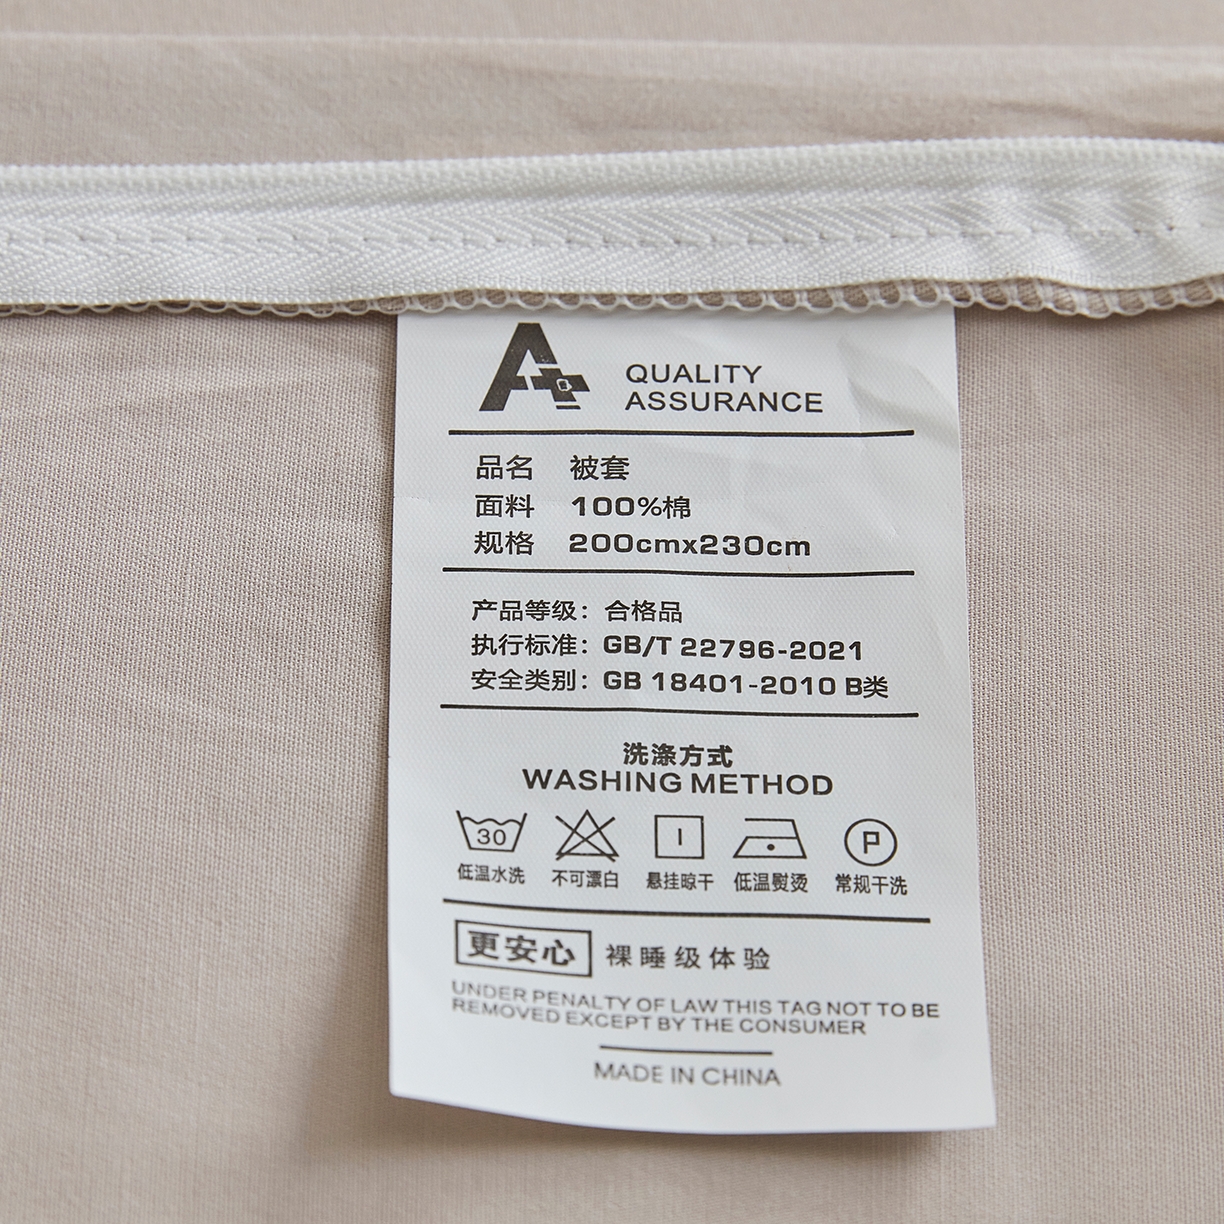 A+
QUALITY
ASSURANCE
品名 被套
面料 100%棉
规格 200cmx230cm
产品等级：合格品
执行标准：GB/T 22796-2021
安全类别：GB 18401-2010 B类
洗涤方式
WASHING METHOD
30 P
低温水洗 不可漂白 悬挂晾干 低温熨烫 常规干洗
更安心 裸睡级体验
UNDER PENALTY OF LAW THIS TAG NOT TO BE
REMOVED EXCEPT BY THE CONSUMER
MADE IN CHINA